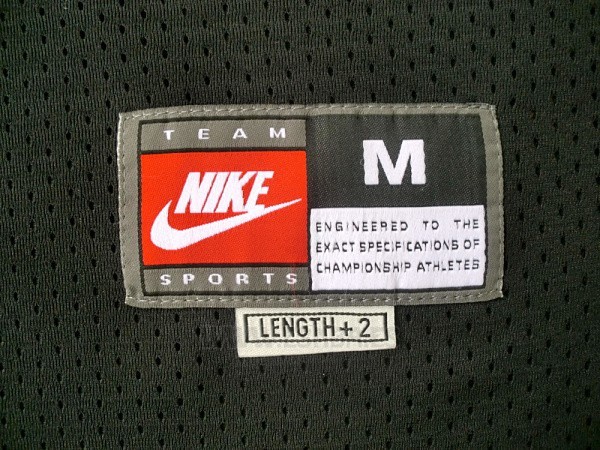 TEAM
NIKE
SPORTS
M
ENGINEERED TO THE
EXACT SPECIFICATIONS OF
CHAMPIONSHIP ATHLETES
LENGTH + 2